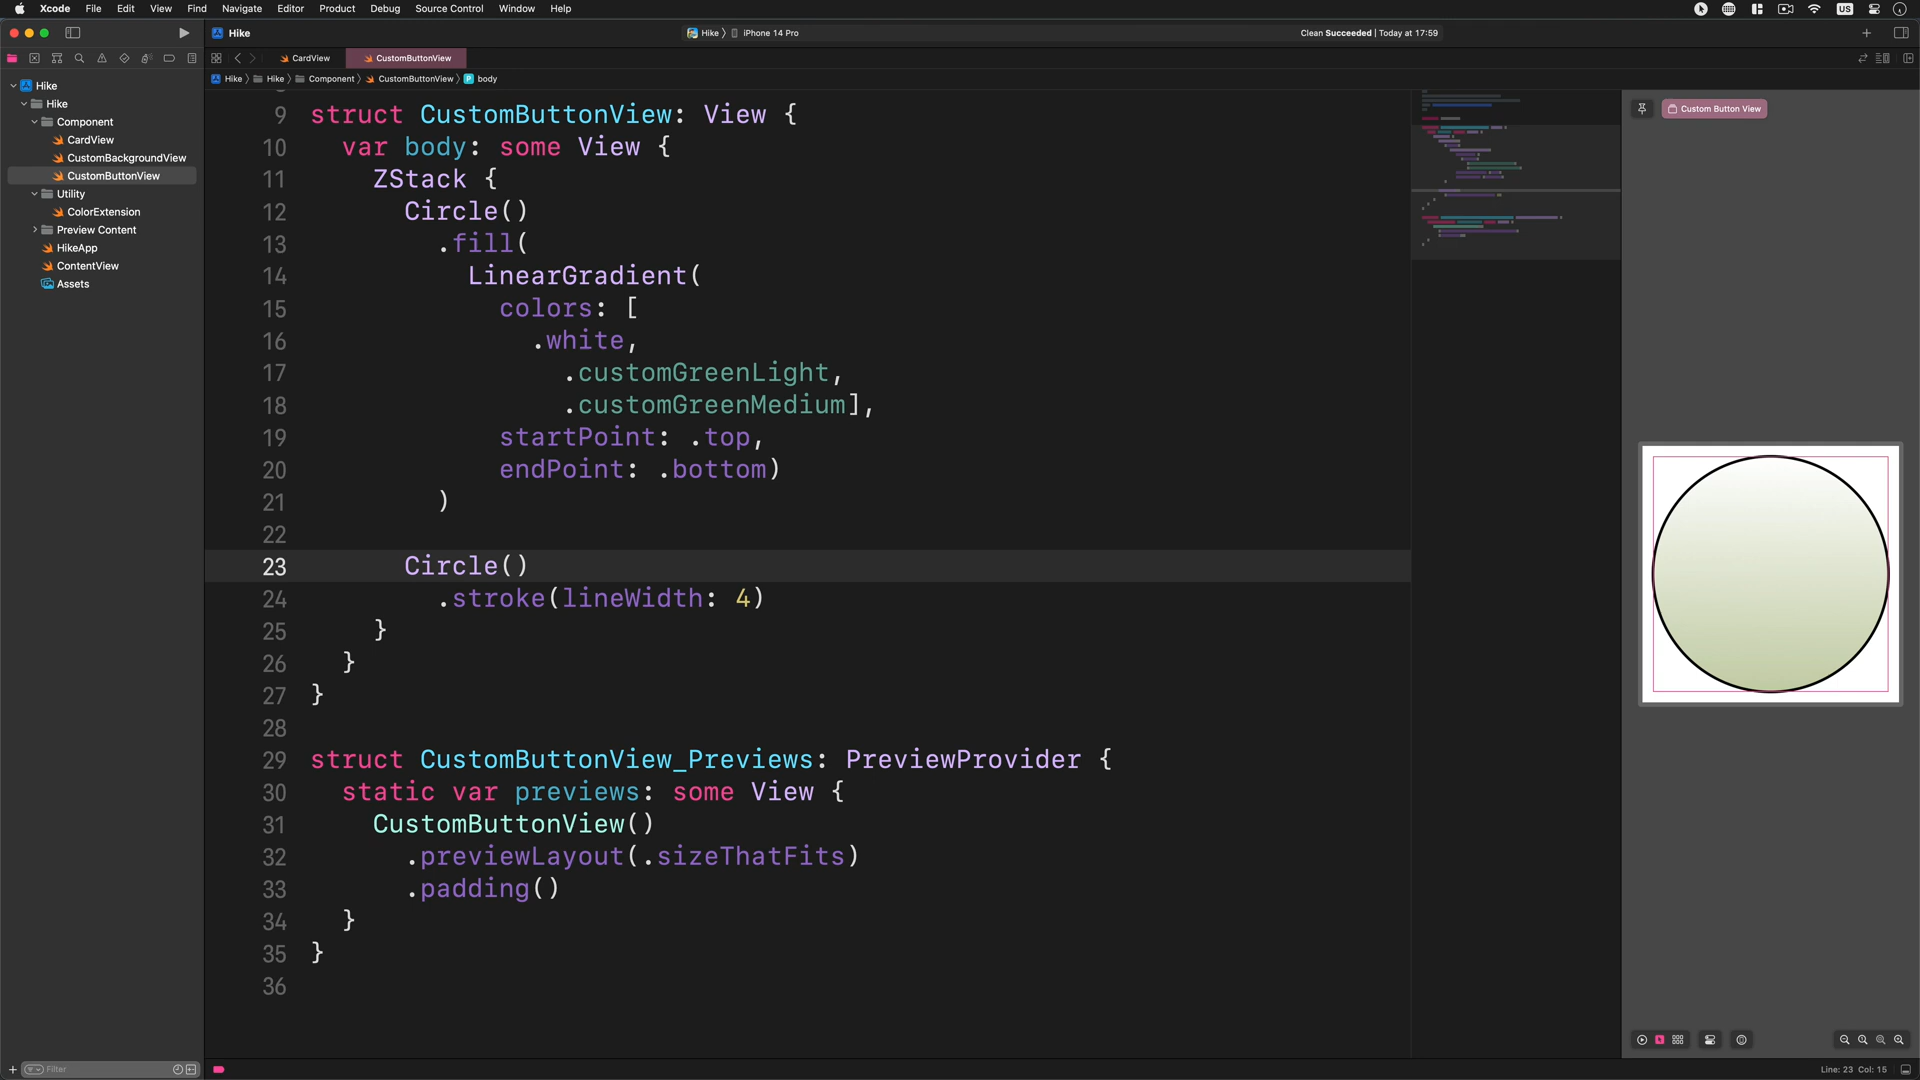 Xcode File Edit View Find Navigate Editor Product Debug Source Control Window Help US
Hike
Hike 〉 iPhone 14 Pro
Clean Succeeded | Today at 17:59
CardView
CustomButtonView
Hike 〉 Hike 〉 Component 〉 CustomButtonView 〉 P body
Hike
Hike
Component
CardView
CustomBackgroundView
CustomButtonView
Utility
ColorExtension
Preview Content
HikeApp
ContentView
Assets
Filter
9 struct CustomButtonView: View {
10 var body: some View {
11 ZStack {
12 Circle()
13 .fill(
14 LinearGradient(
15 colors: [
16 .white,
17 .customGreenLight,
18 .customGreenMedium],
19 startPoint: .top,
20 endPoint: .bottom)
21 )
22
23 Circle()
24 .stroke(lineWidth: 4)
25 }
26 }
27 }
28
29 struct CustomButtonView_Previews: PreviewProvider {
30 static var previews: some View {
31 CustomButtonView()
32 .previewLayout(.sizeThatFits)
33 .padding()
34 }
35 }
36
Custom Button View
Line: 23 Col: 15